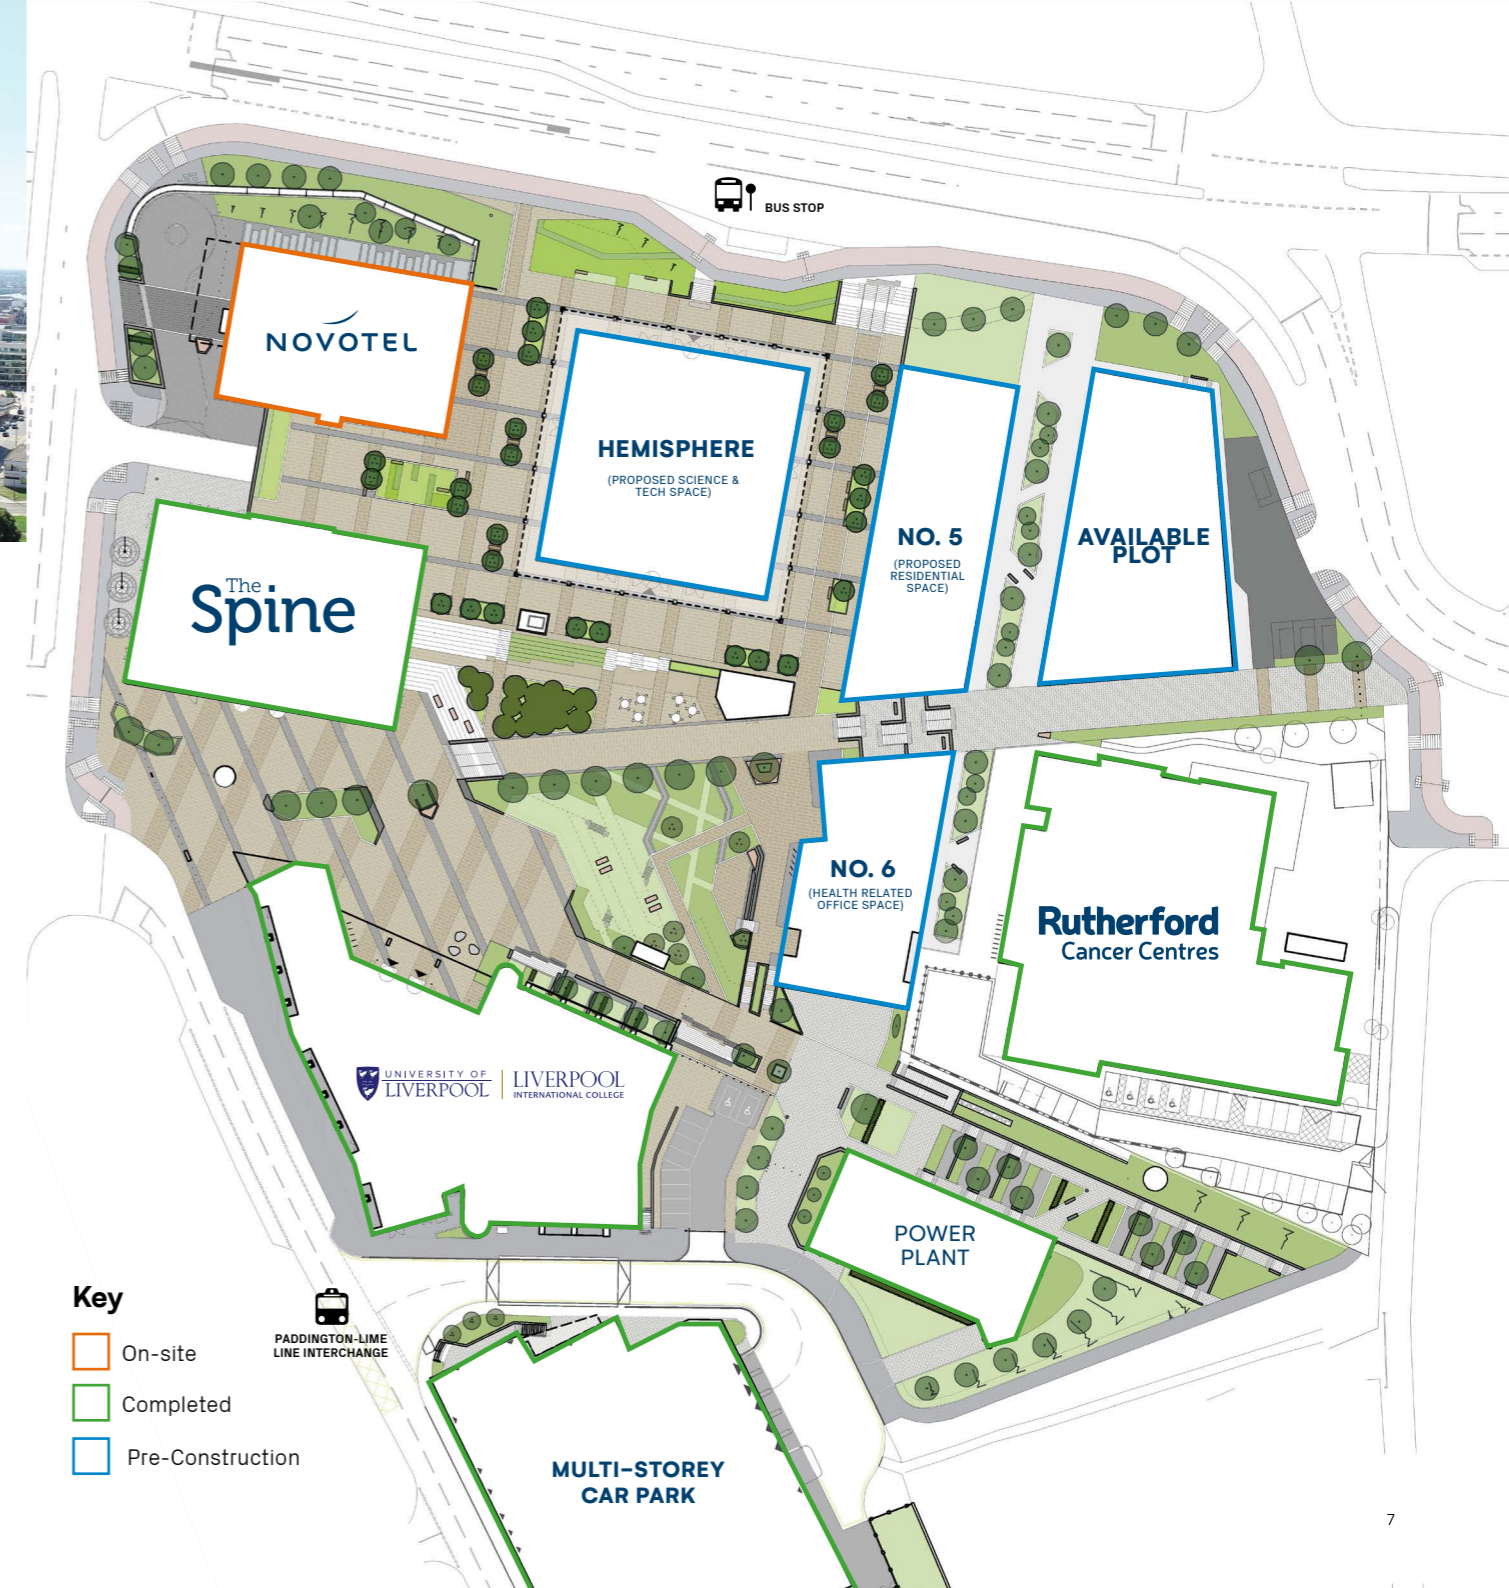 BUS STOP
NOVOTEL
HEMISPHERE
(PROPOSED SCIENCE &
TECH SPACE)
NO. 5
(PROPOSED
RESIDENTIAL
SPACE)
AVAILABLE
PLOT
The
Spine
NO. 6
(HEALTH RELATED
OFFICE SPACE)
Rutherford
Cancer Centres
UNIVERSITY OF
LIVERPOOL
LIVERPOOL
INTERNATIONAL COLLEGE
POWER
PLANT
Key
On-site
Completed
Pre-Construction
PADDINGTON-LIME
LINE INTERCHANGE
MULTI-STOREY
CAR PARK
7